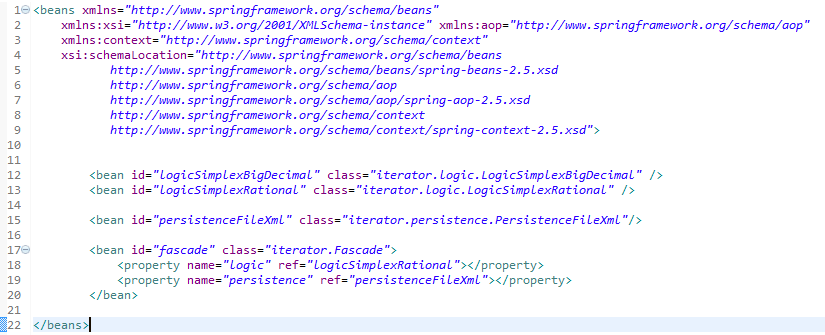 1 <beans xmlns="http://www.springframework.org/schema/beans"
2     xmlns:xsi="http://www.w3.org/2001/XMLSchema-instance" xmlns:aop="http://www.springframework.org/schema/aop"
3     xmlns:context="http://www.springframework.org/schema/context"
4     xsi:schemaLocation="http://www.springframework.org/schema/beans
5            http://www.springframework.org/schema/beans/spring-beans-2.5.xsd
6            http://www.springframework.org/schema/aop
7            http://www.springframework.org/schema/aop/spring-aop-2.5.xsd
8            http://www.springframework.org/schema/context
9            http://www.springframework.org/schema/context/spring-context-2.5.xsd">
10
11
12         <bean id="logicSimplexBigDecimal" class="iterator.logic.LogicSimplexBigDecimal" />
13         <bean id="logicSimplexRational" class="iterator.logic.LogicSimplexRational" />
14
15         <bean id="persistenceFileXml" class="iterator.persistence.PersistenceFileXml"/>
16
17         <bean id="fascade" class="iterator.Fascade">
18             <property name="logic" ref="logicSimplexRational"></property>
19             <property name="persistence" ref="persistenceFileXml"></property>
20         </bean>
21
22 </beans>